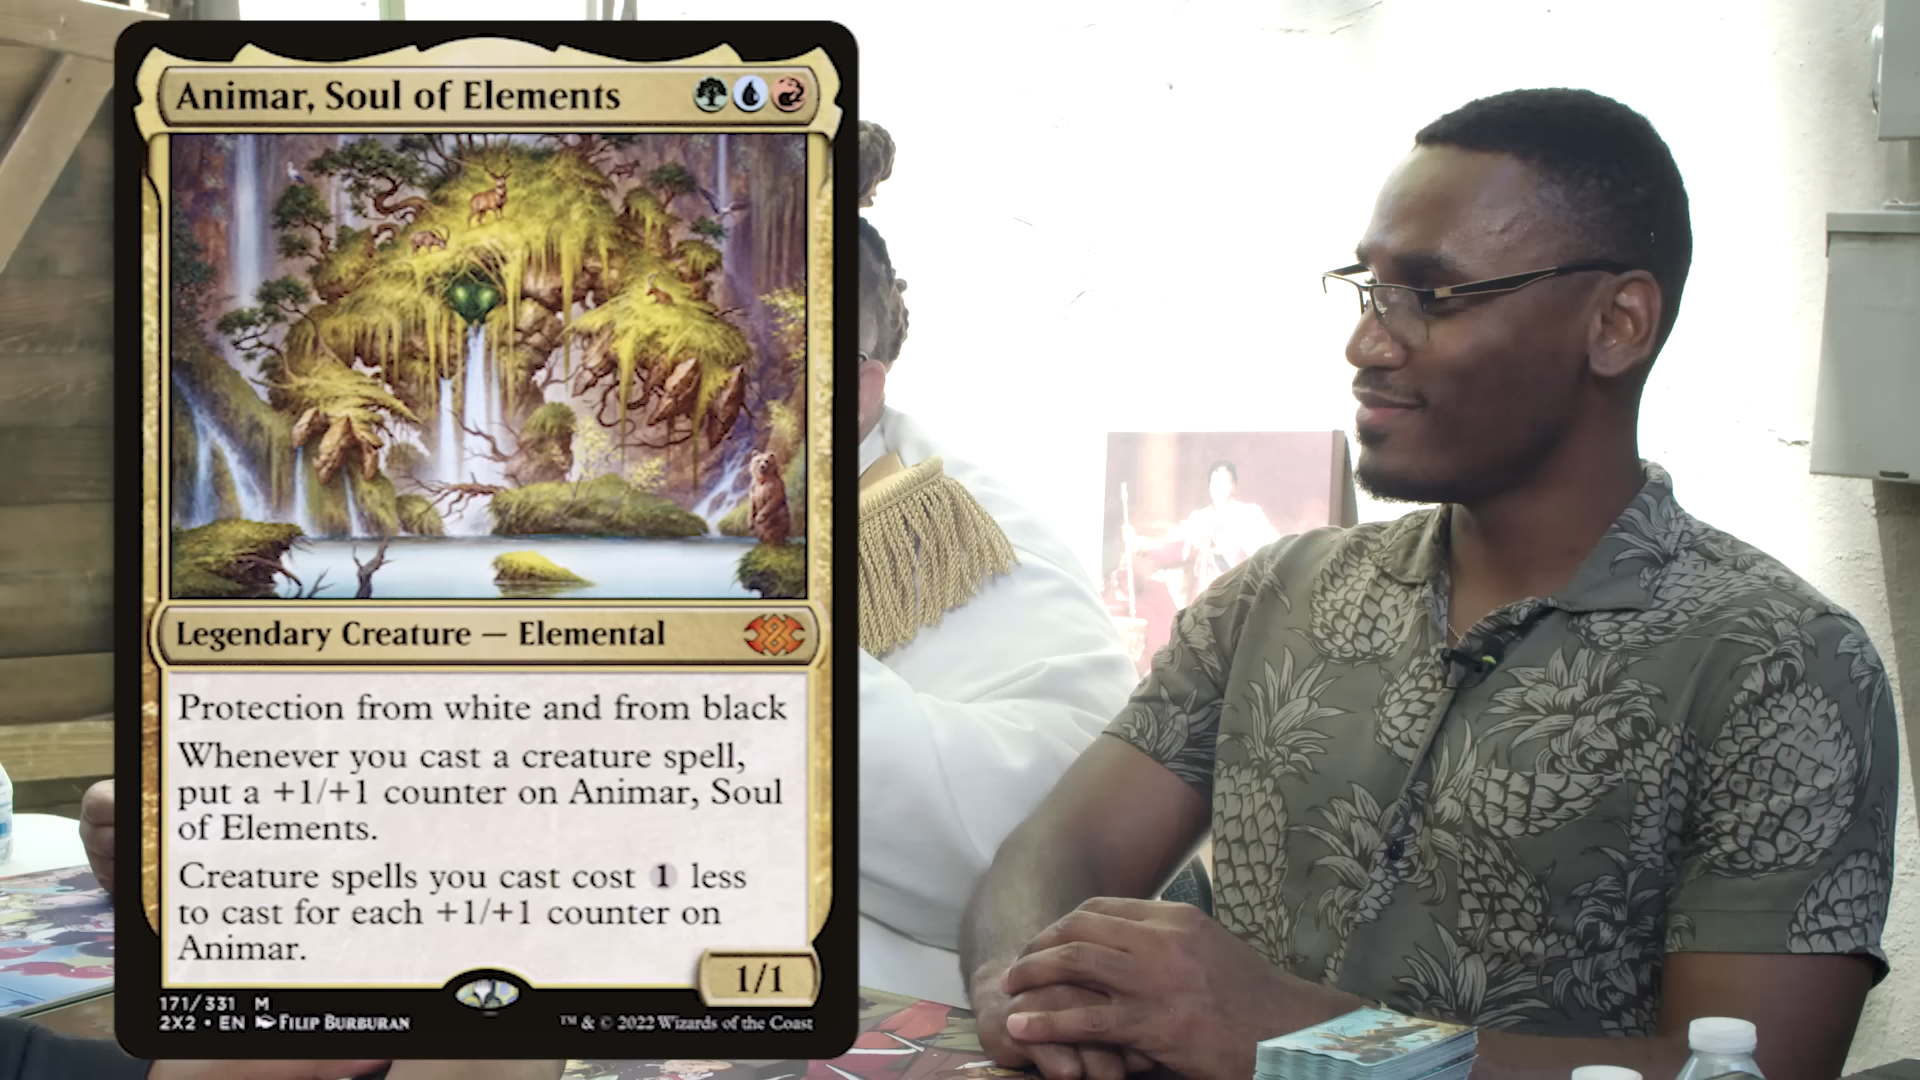 Animar, Soul of Elements
Legendary Creature — Elemental
Protection from white and from black
Whenever you cast a creature spell,
put a +1/+1 counter on Animar, Soul
of Elements.
Creature spells you cast cost 1 less
to cast for each +1/+1 counter on
Animar.
1/1
171/331 M
2X2 • EN Filip Burburan
™ & © 2022 Wizards of the Coast